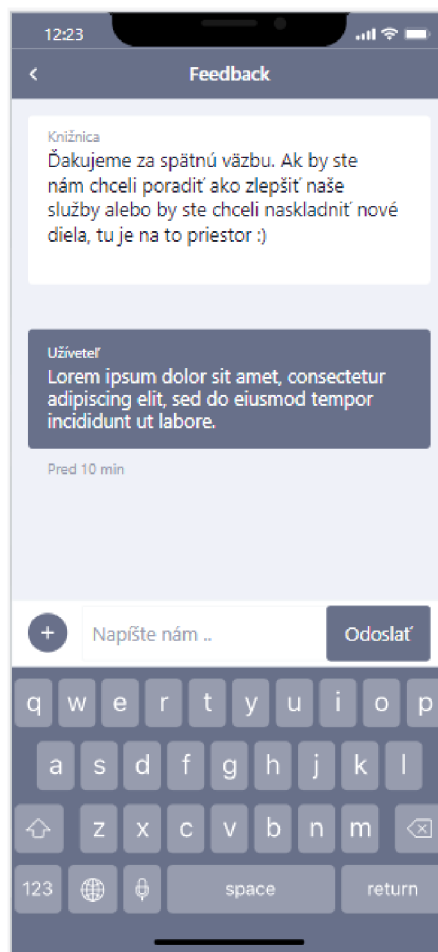 12:23
Feedback
Knižnica
Ďakujeme za spätnú väzbu. Ak by ste
nám chceli poradiť ako zlepšiť naše
služby alebo by ste chceli naskladniť nové
diela, tu je na to priestor :)
Užíveteľ
Lorem ipsum dolor sit amet, consectetur
adipiscing elit, sed do eiusmod tempor
incididunt ut labore.
Pred 10 min
Napíšte nám ..
Odoslať
q w e r t y u i o p
a s d f g h j k l
z x c v b n m
123 space return